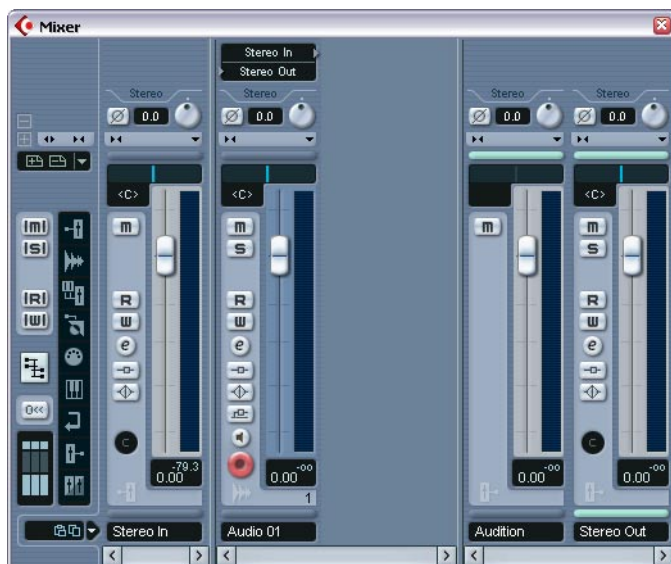 Mixer
Stereo In
Stereo Out
Stereo Stereo Stereo Stereo
0.0 0.0 0.0 0.0
<C> <C> <C>
|m| m m m m
|S| S S
|R| R R R
|W| W W W
e e e
0<<
C C
-79.3 -oo -oo -oo
0.00 0.00 0.00 0.00
1
Stereo In Audio 01 Audition Stereo Out